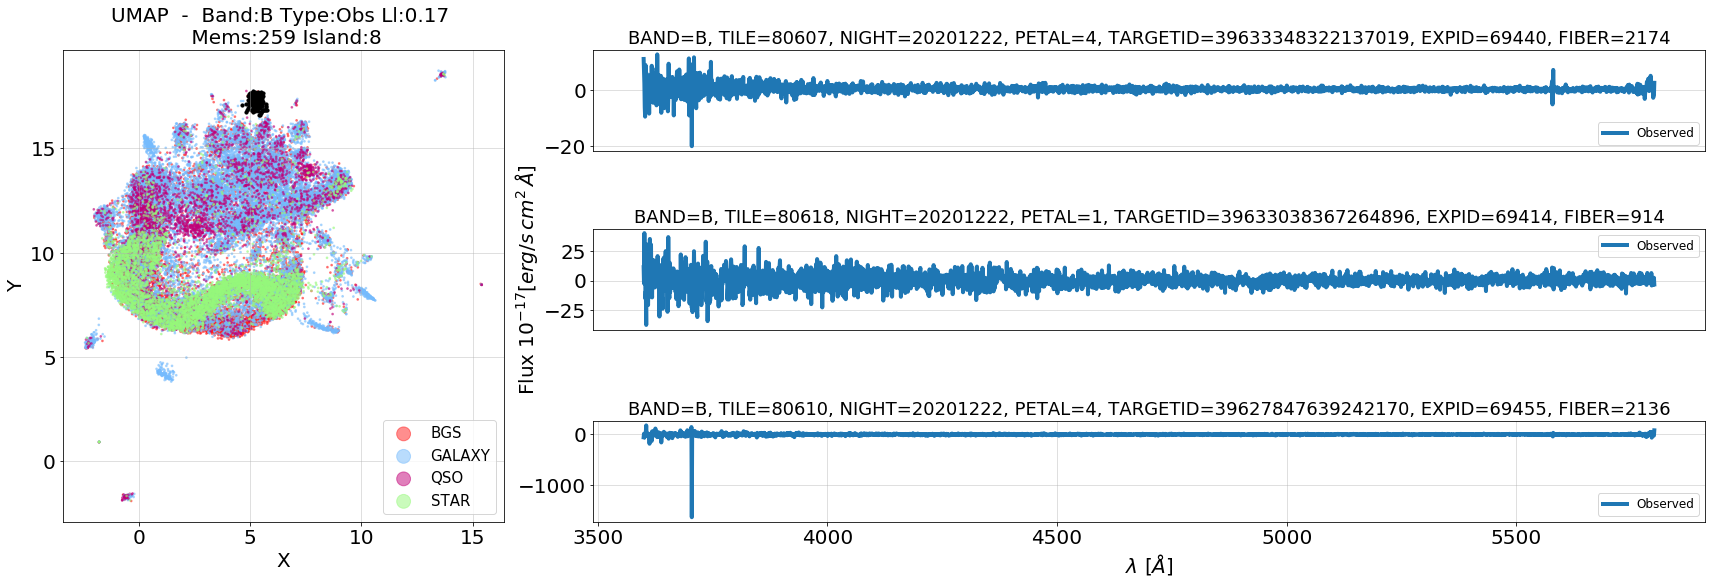 UMAP - Band:B Type:Obs Ll:0.17
Mems:259 Island:8
15
10
5
0
Y
0
5
10
15
X
BGS
GALAXY
QSO
STAR
Flux 10⁻¹⁷[erg/s cm² Å]
BAND=B, TILE=80607, NIGHT=20201222, PETAL=4, TARGETID=39633348322137019, EXPID=69440, FIBER=2174
0
−20
Observed
BAND=B, TILE=80618, NIGHT=20201222, PETAL=1, TARGETID=39633038367264896, EXPID=69414, FIBER=914
25
0
−25
Observed
BAND=B, TILE=80610, NIGHT=20201222, PETAL=4, TARGETID=39627847639242170, EXPID=69455, FIBER=2136
0
−1000
Observed
3500
4000
4500
5000
5500
λ [Å]